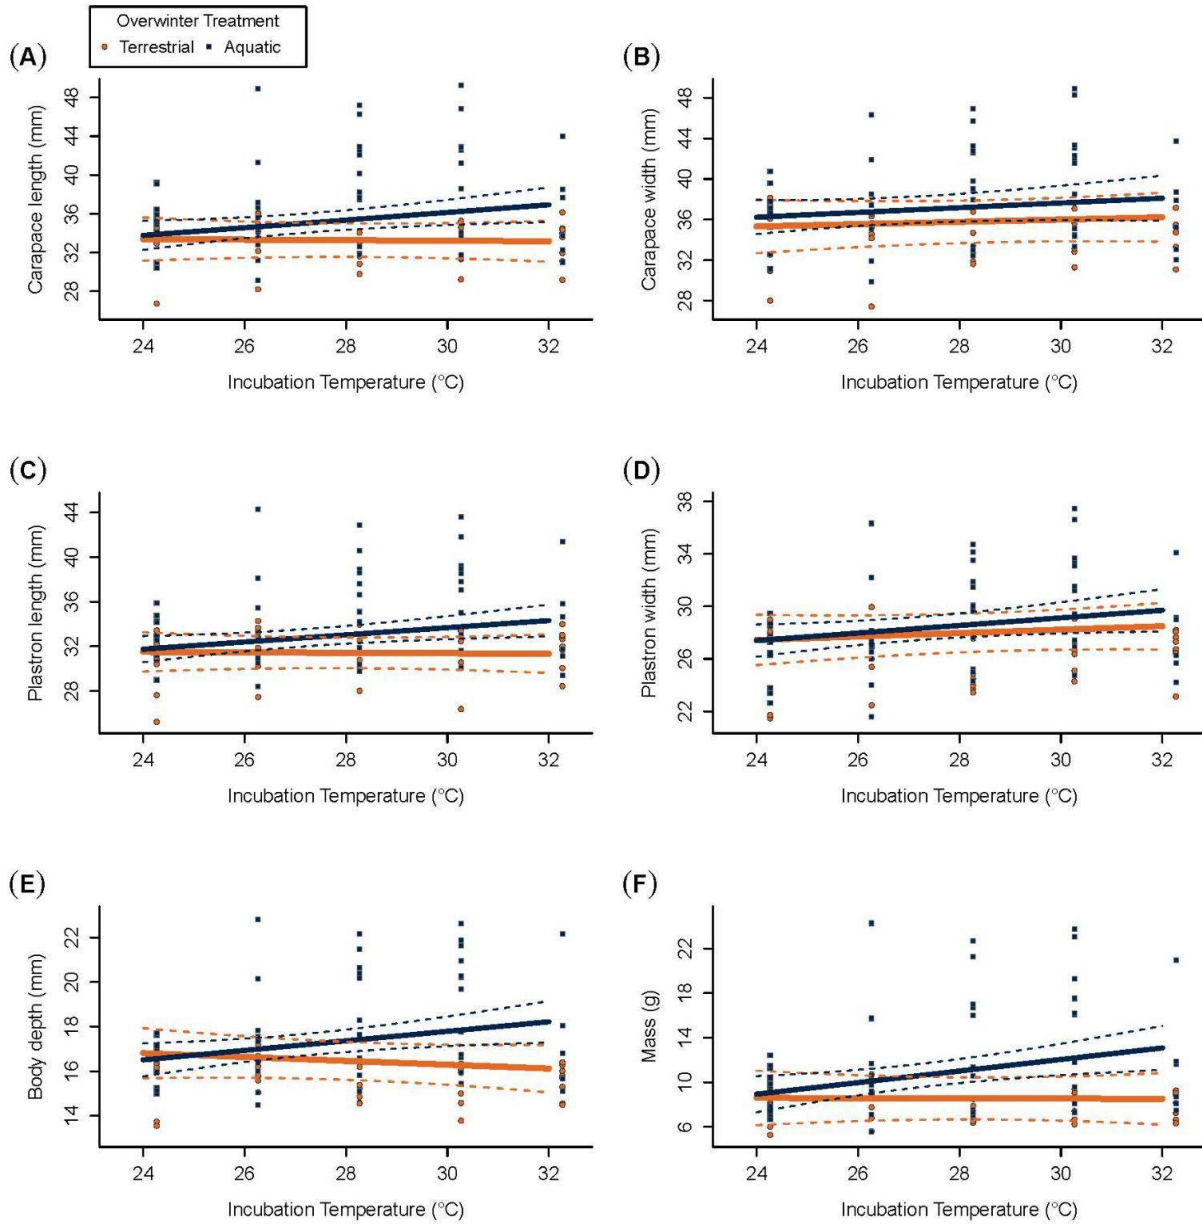 Overwinter Treatment
Terrestrial Aquatic
(A)
Carapace length (mm)
48
44
40
36
32
28
24 26 28 30 32
Incubation Temperature (°C)
(B)
Carapace width (mm)
48
44
40
36
32
28
24 26 28 30 32
Incubation Temperature (°C)
(C)
Plastron length (mm)
44
40
36
32
28
24 26 28 30 32
Incubation Temperature (°C)
(D)
Plastron width (mm)
38
34
30
26
22
24 26 28 30 32
Incubation Temperature (°C)
(E)
Body depth (mm)
22
20
18
16
14
24 26 28 30 32
Incubation Temperature (°C)
(F)
Mass (g)
22
18
14
10
6
24 26 28 30 32
Incubation Temperature (°C)